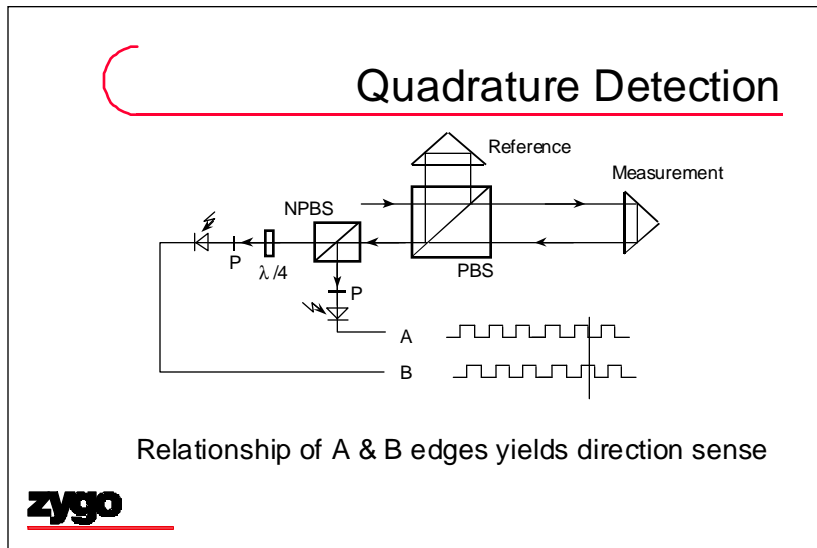 Quadrature Detection
Reference
Measurement
NPBS
PBS
P
λ /4
P
A
B
Relationship of A & B edges yields direction sense
zygo